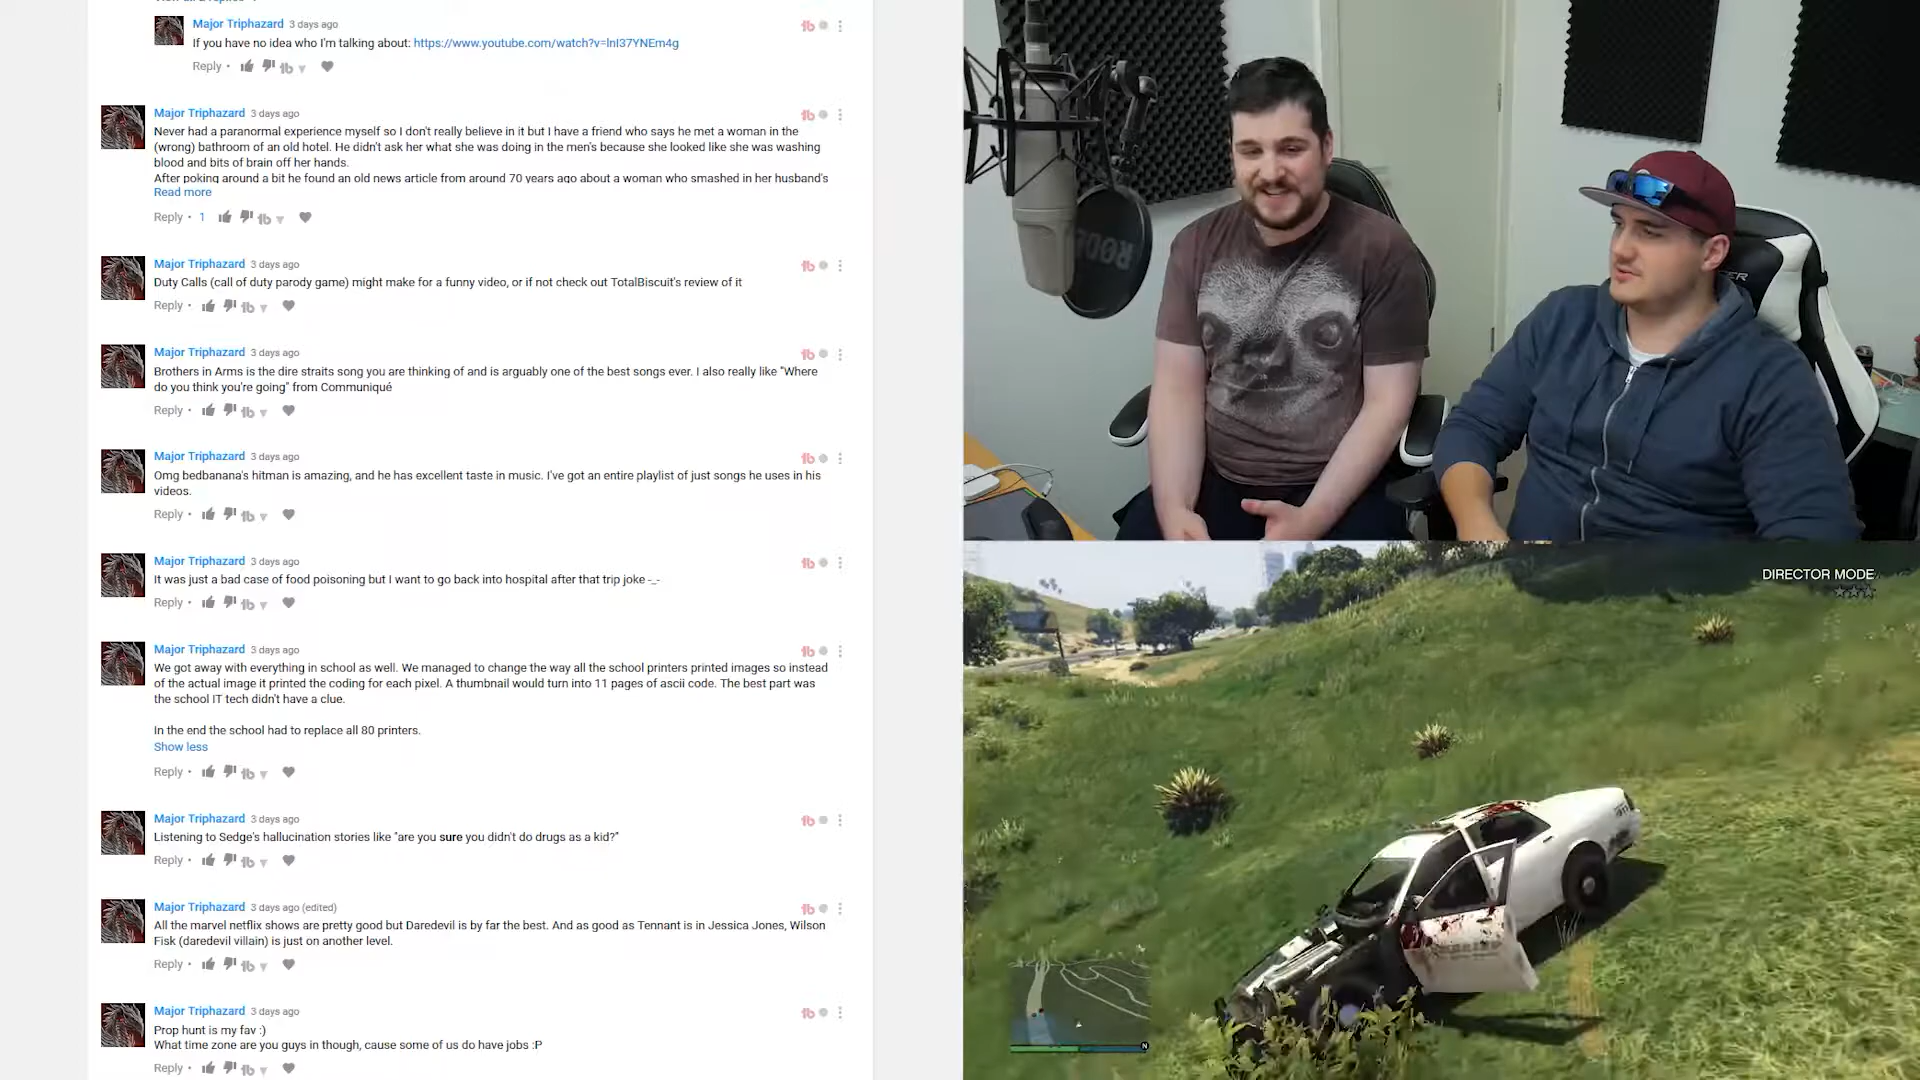 Major Triphazard 3 days ago
If you have no idea who I'm talking about: https://www.youtube.com/watch?v=lnI37YNEm4g
Reply •
Major Triphazard 3 days ago
Never had a paranormal experience myself so I don't really believe in it but I have a friend who says he met a woman in the
(wrong) bathroom of an old hotel. He didn't ask her what she was doing in the men's because she looked like she was washing
blood and bits of brain off her hands.
After poking around a bit he found an old news article from around 70 years ago about a woman who smashed in her husband's
Read more
Reply • 1
Major Triphazard 3 days ago
Duty Calls (call of duty parody game) might make for a funny video, or if not check out TotalBiscuit's review of it
Reply •
Major Triphazard 3 days ago
Brothers in Arms is the dire straits song you are thinking of and is arguably one of the best songs ever. I also really like "Where
do you think you're going" from Communiqué
Reply •
Major Triphazard 3 days ago
Omg bedbanana's hitman is amazing, and he has excellent taste in music. I've got an entire playlist of just songs he uses in his
videos.
Reply •
Major Triphazard 3 days ago
It was just a bad case of food poisoning but I want to go back into hospital after that trip joke -_-
Reply •
Major Triphazard 3 days ago
We got away with everything in school as well. We managed to change the way all the school printers printed images so instead
of the actual image it printed the coding for each pixel. A thumbnail would turn into 11 pages of ascii code. The best part was
the school IT tech didn't have a clue.
In the end the school had to replace all 80 printers.
Show less
Reply •
Major Triphazard 3 days ago
Listening to Sedge's hallucination stories like "are you sure you didn't do drugs as a kid?"
Reply •
Major Triphazard 3 days ago (edited)
All the marvel netflix shows are pretty good but Daredevil is by far the best. And as good as Tennant is in Jessica Jones, Wilson
Fisk (daredevil villain) is just on another level.
Reply •
Major Triphazard 3 days ago
Prop hunt is my fav :)
What time zone are you guys in though, cause some of us do have jobs :P
Reply •
RODE
DIRECTOR MODE
N